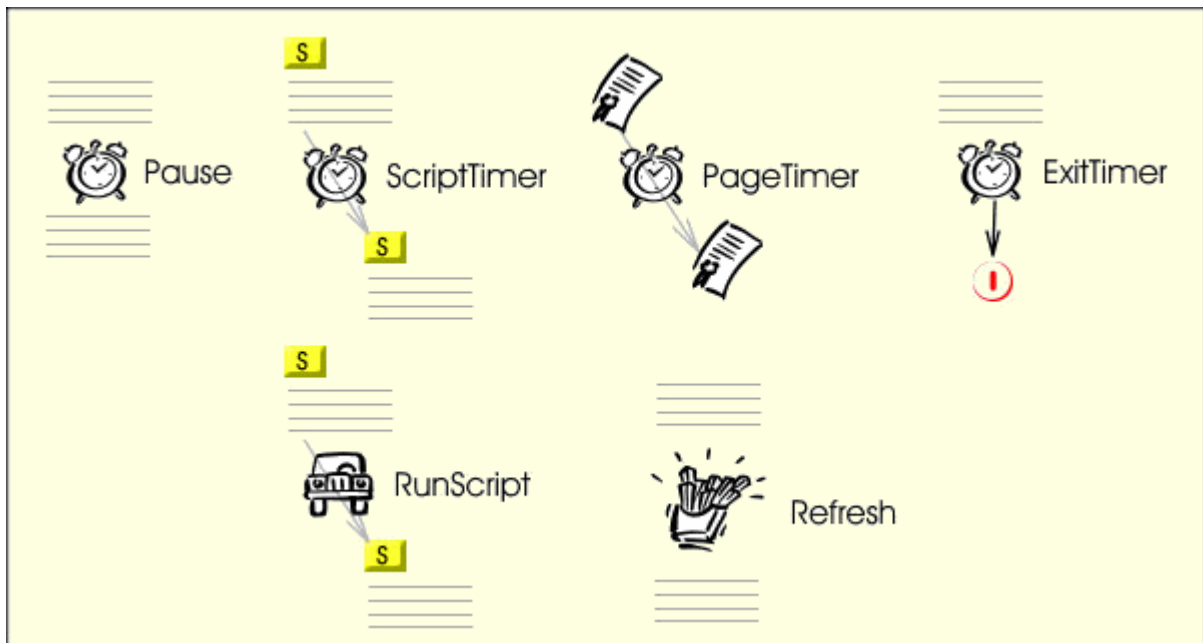 S
Pause
ScriptTimer
PageTimer
ExitTimer
S
S
RunScript
Refresh
S